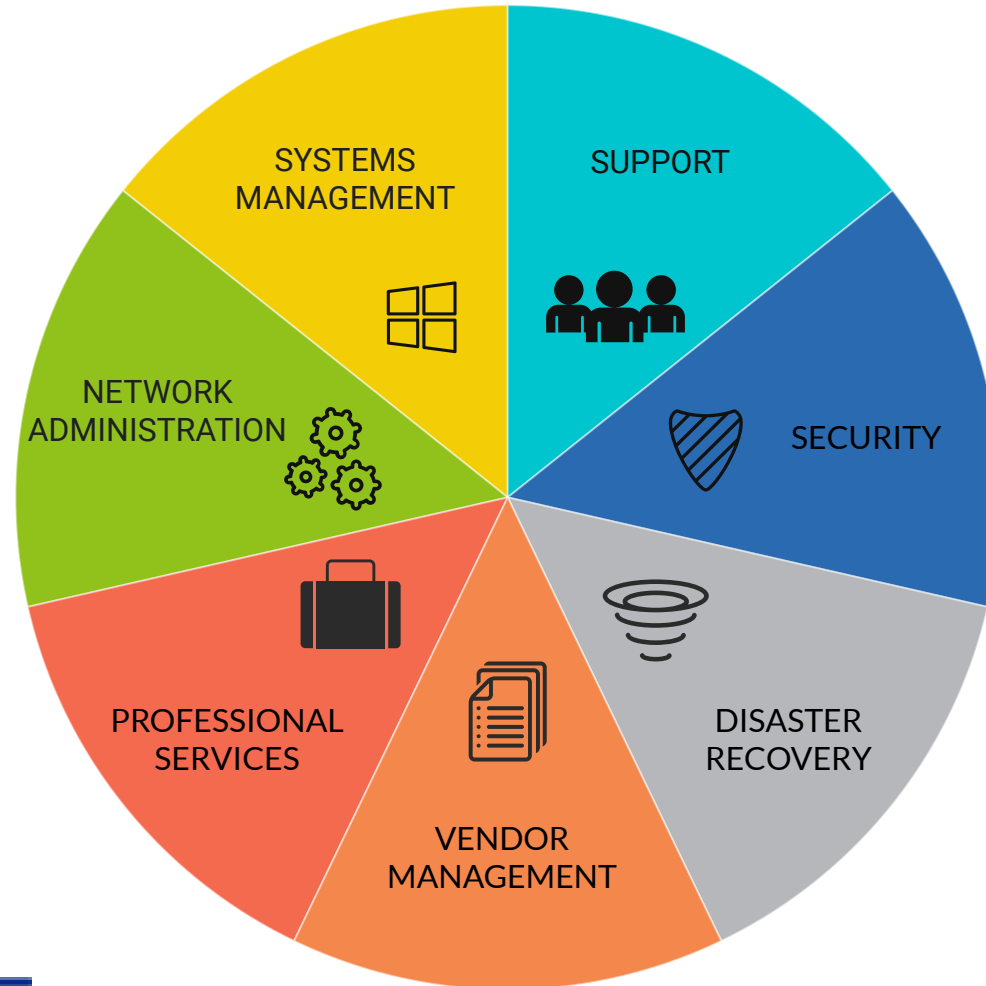 SYSTEMS
MANAGEMENT
SUPPORT
NETWORK
ADMINISTRATION
SECURITY
PROFESSIONAL
SERVICES
DISASTER
RECOVERY
VENDOR
MANAGEMENT